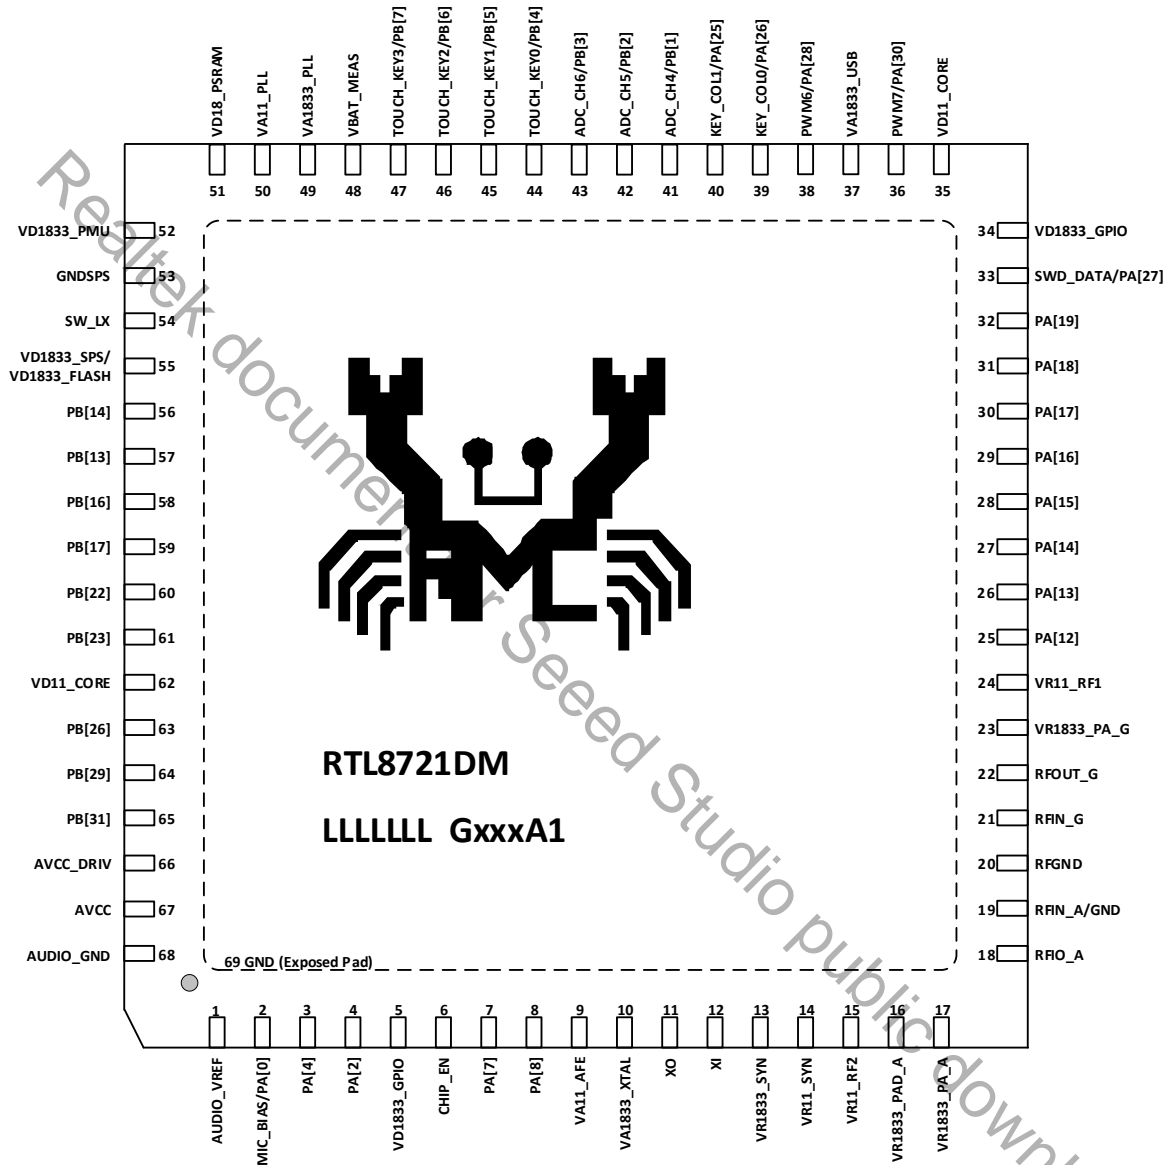 VD18_PSRAM
VA11_PLL
VA1833_PLL
VBAT_MEAS
TOUCH_KEY3/PB[7]
TOUCH_KEY2/PB[6]
TOUCH_KEY1/PB[5]
TOUCH_KEY0/PB[4]
ADC_CH6/PB[3]
ADC_CH5/PB[2]
ADC_CH4/PB[1]
KEY_COL1/PA[25]
KEY_COL0/PA[26]
PWM6/PA[28]
VA1833_USB
PWM7/PA[30]
VD11_CORE
51 50 49 48 47 46 45 44 43 42 41 40 39 38 37 36 35
VD1833_PMU 52
GNDSPS 53
SW_LX 54
VD1833_SPS/
VD1833_FLASH 55
PB[14] 56
PB[13] 57
PB[16] 58
PB[17] 59
PB[22] 60
PB[23] 61
VD11_CORE 62
PB[26] 63
PB[29] 64
PB[31] 65
AVCC_DRIV 66
AVCC 67
AUDIO_GND 68
34 VD1833_GPIO
33 SWD_DATA/PA[27]
32 PA[19]
31 PA[18]
30 PA[17]
29 PA[16]
28 PA[15]
27 PA[14]
26 PA[13]
25 PA[12]
24 VR11_RF1
23 VR1833_PA_G
22 RFOUT_G
21 RFIN_G
20 RFGND
19 RFIN_A/GND
18 RFIO_A
RTL8721DM
LLLLLLL GxxxA1
69 GND (Exposed Pad)
1 2 3 4 5 6 7 8 9 10 11 12 13 14 15 16 17
AUDIO_VREF
MIC_BIAS/PA[0]
PA[4]
PA[2]
VD1833_GPIO
CHIP_EN
PA[7]
PA[8]
VA11_AFE
VA1833_XTAL
XO
XI
VR1833_SYN
VR11_SYN
VR11_RF2
VR1833_PAD_A
VR1833_PA_A
Realtek Seeed Studio public